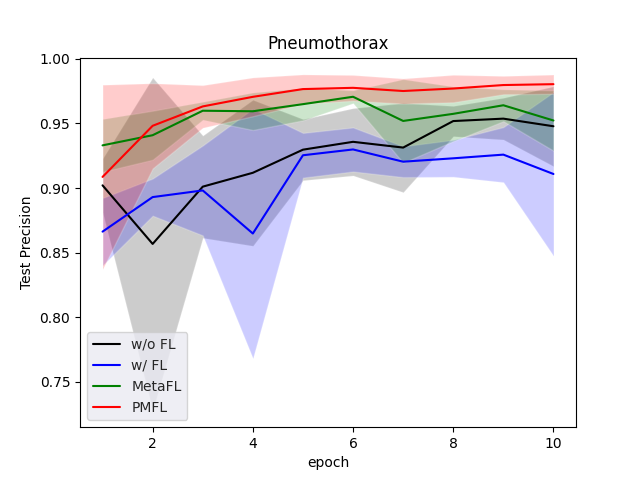 Pneumothorax
1.00
0.95
0.90
0.85
0.80
0.75
Test Precision
w/o FL
w/ FL
MetaFL
PMFL
2
4
6
8
10
epoch